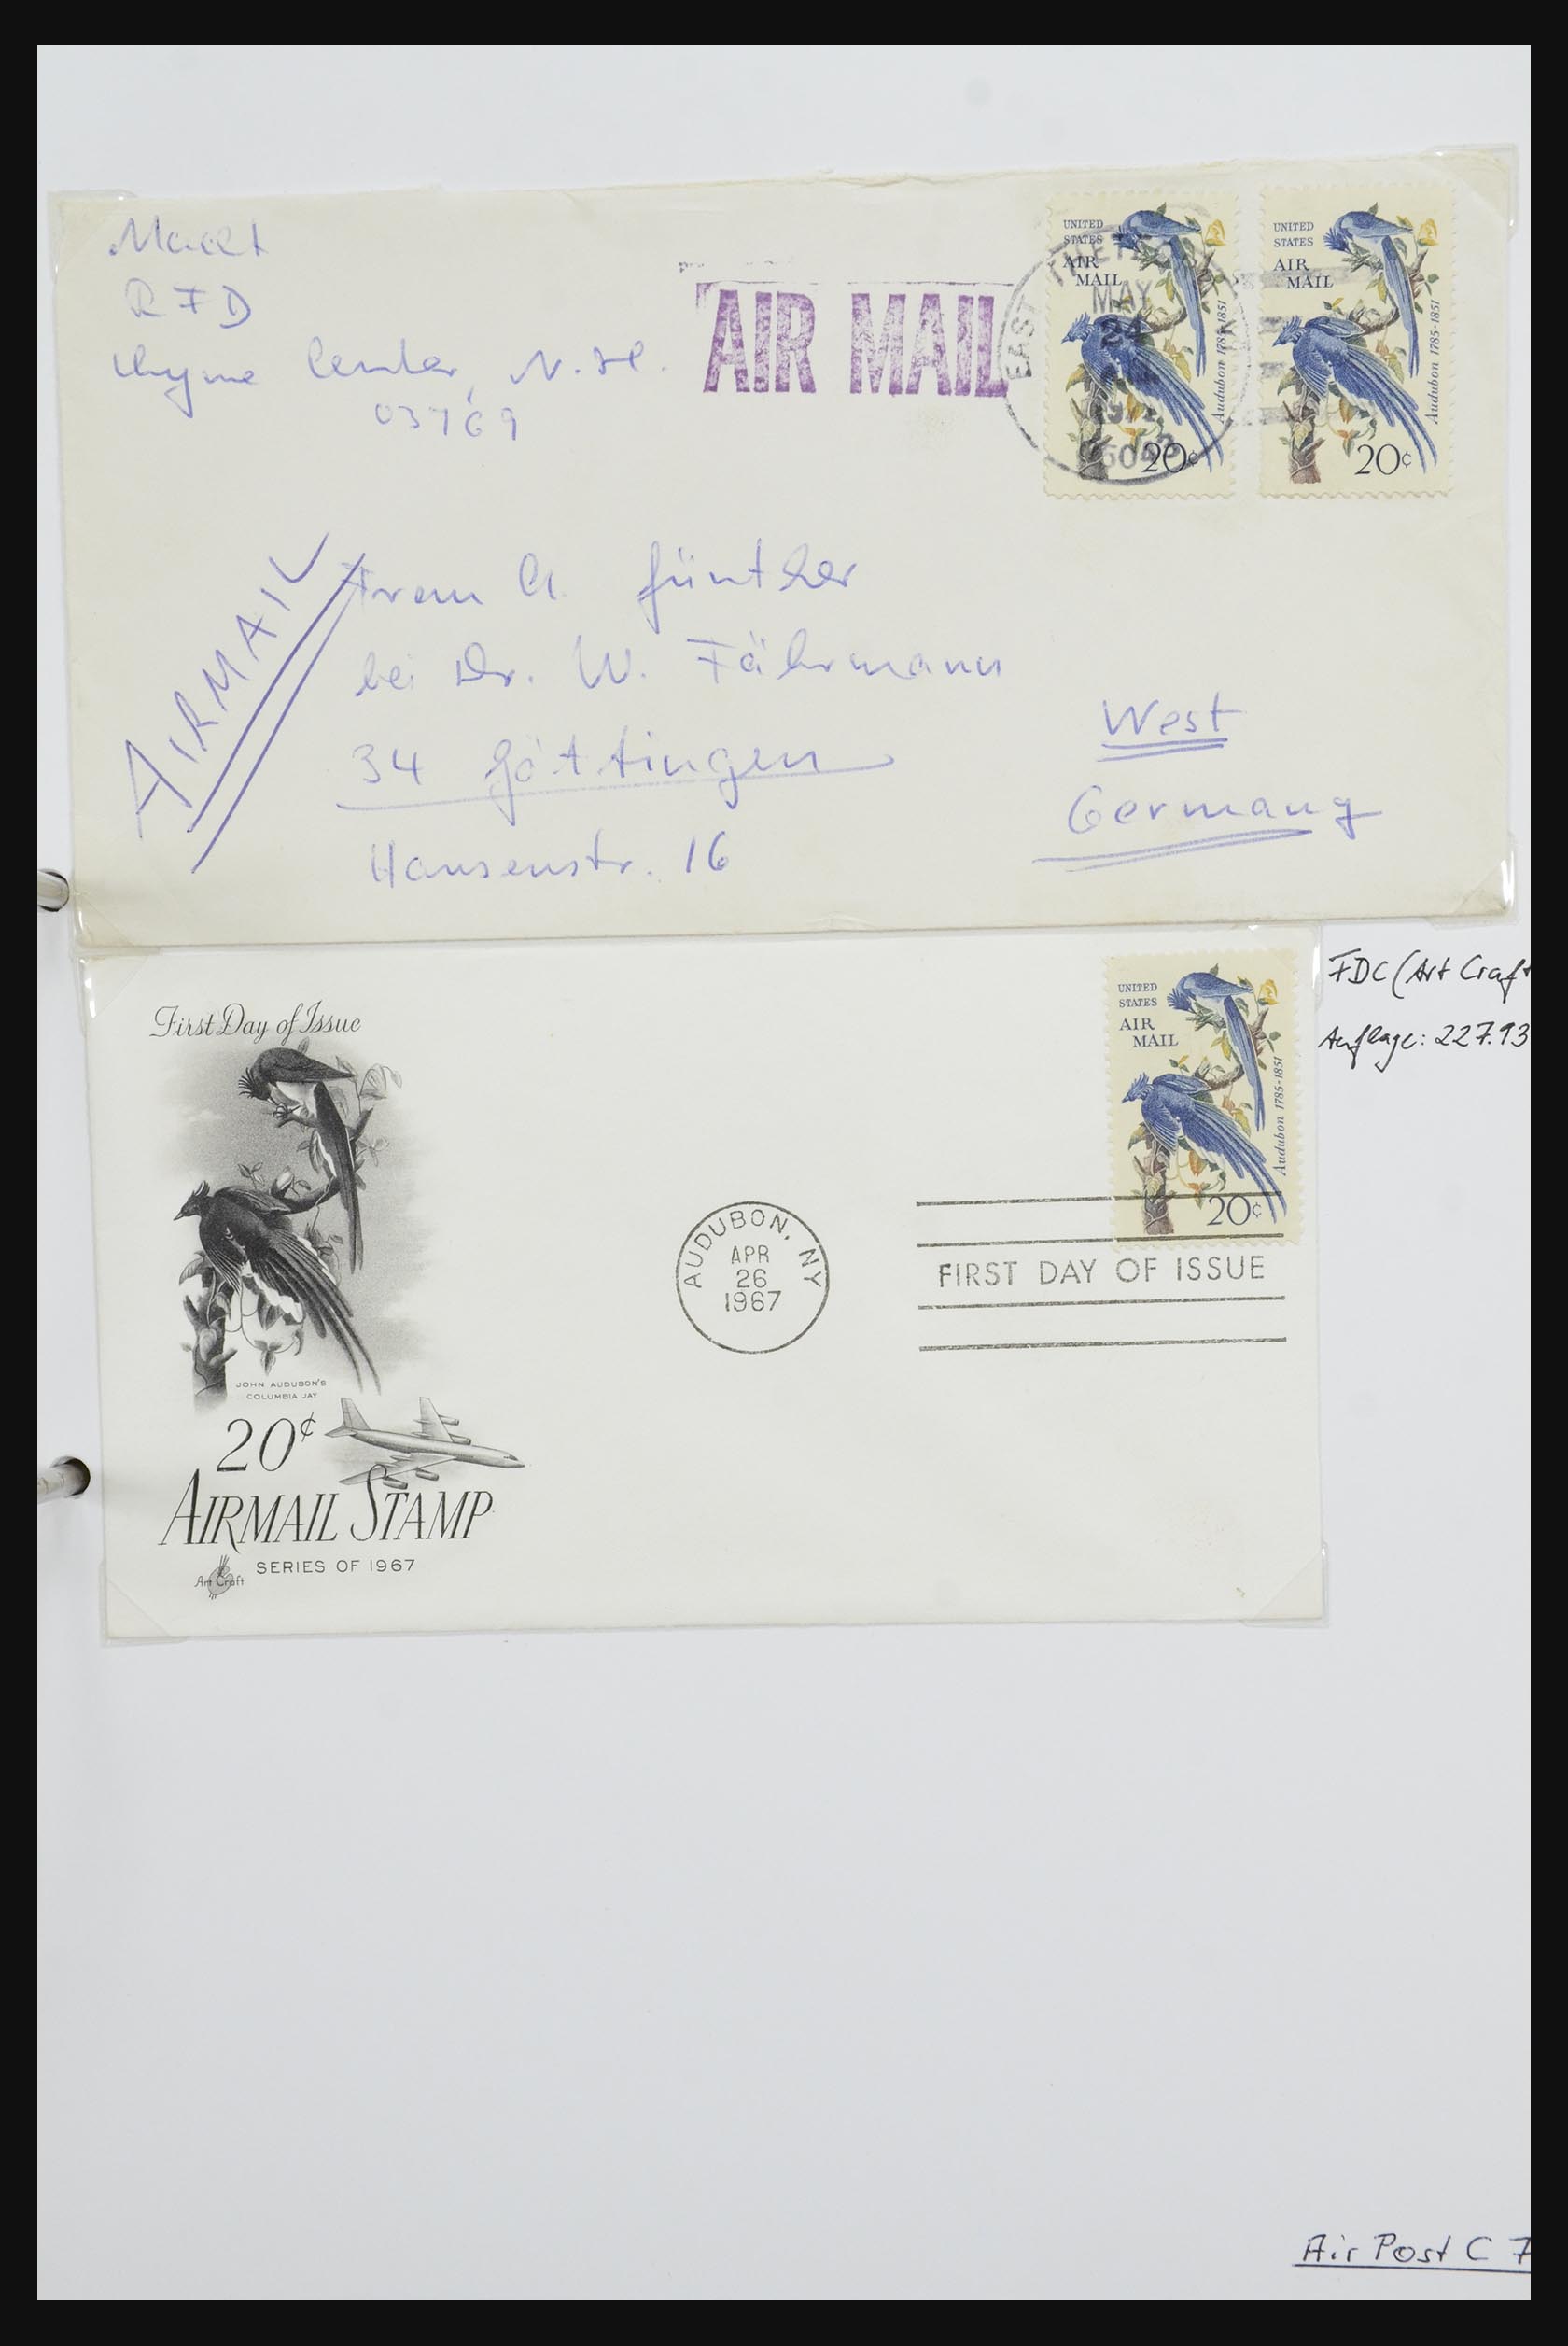 RFD
Lyme Center, N.H.
03769
AIR MAIL
UNITED
STATES
AIR
MAIL
Audubon 1785-1851
20¢
UNITED
STATES
AIR
MAIL
Audubon 1785-1851
20¢
EAST
MAY
24
AIRMAIL
Frau A. Günther
bei Dr. W. Fährmann
34 Göttingen
Hansenstr. 16
West
Germany
First Day of Issue
JOHN AUDUBON'S
COLUMBIA JAY
20¢
AIRMAIL STAMP
SERIES OF 1967
Art Craft
AUDUBON, NY
APR
26
1967
UNITED
STATES
AIR
MAIL
Audubon 1785-1851
20¢
FIRST DAY OF ISSUE
FDC (Art Craft
Auflage: 227.93
Air Post C 7